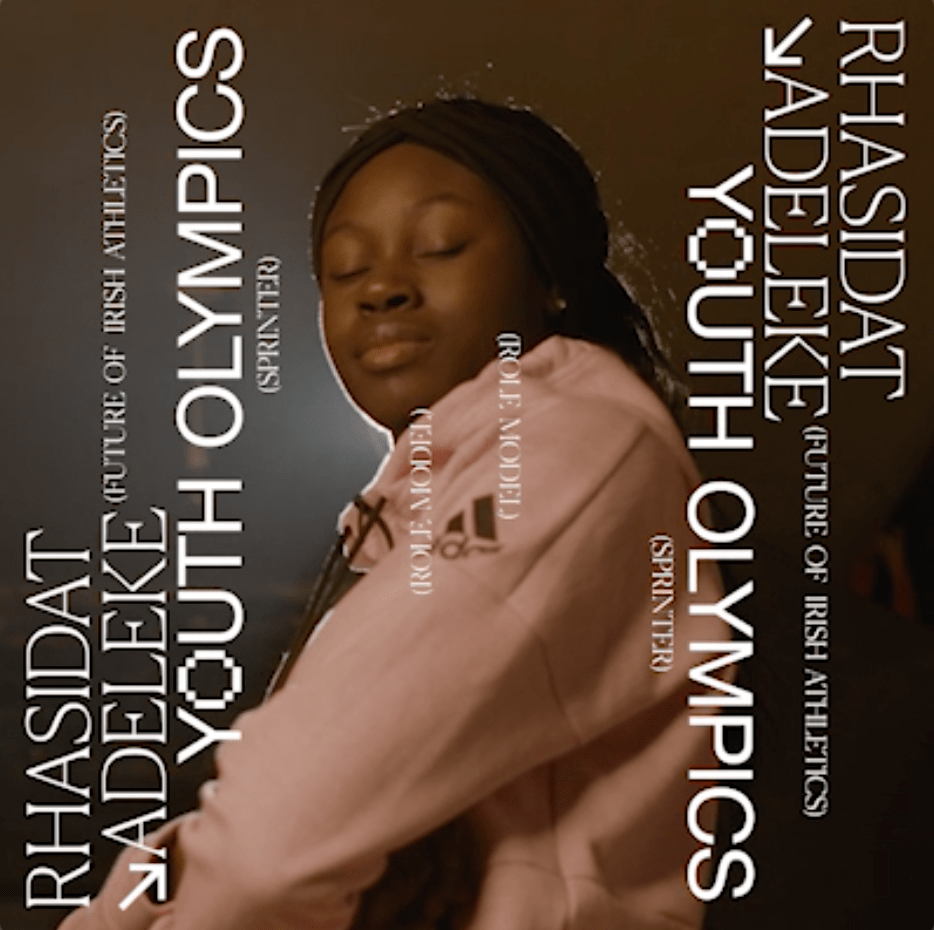 RHASIDAT
ADELEKE
(FUTURE OF IRISH ATHLETICS)
YOUTH OLYMPICS
(SPRINTER)
(ROLE MODEL)
RHASIDAT
ADELEKE
(FUTURE OF IRISH ATHLETICS)
YOUTH OLYMPICS
(SPRINTER)
(ROLE MODEL)